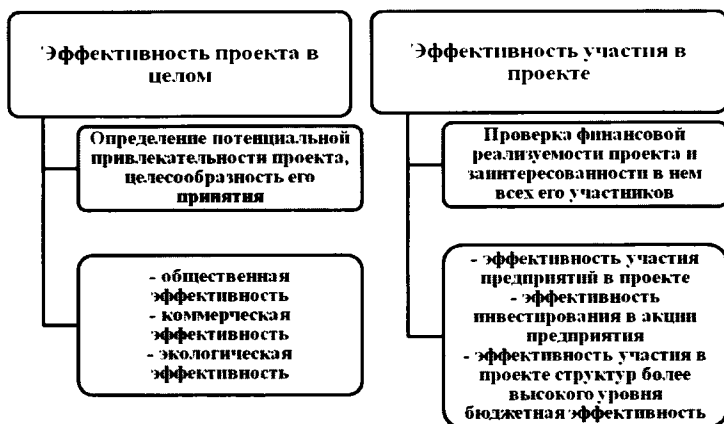 Эффективность проекта в
целом
Определение потенциальной
привлекательности проекта,
целесообразность его
принятия
- общественная
эффективность
- коммерческая
эффективность
- экологическая
эффективность
Эффективность участия в
проекте
Проверка финансовой
реализуемости проекта и
заинтересованности в нем
всех его участников
- эффективность участия
предприятий в проекте
- эффективность
инвестирования в акции
предприятия
- эффективность участия в
проекте структур более
высокого уровня
бюджетная эффективность